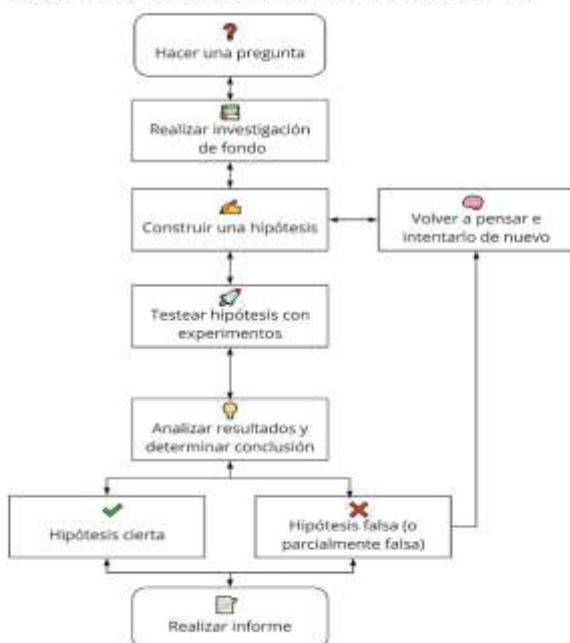 Hacer una pregunta
Realizar investigación
de fondo
Construir una hipótesis
Volver a pensar e
intentarlo de nuevo
Testear hipótesis con
experimentos
Analizar resultados y
determinar conclusión
Hipótesis cierta
Hipótesis falsa (o
parcialmente falsa)
Realizar informe